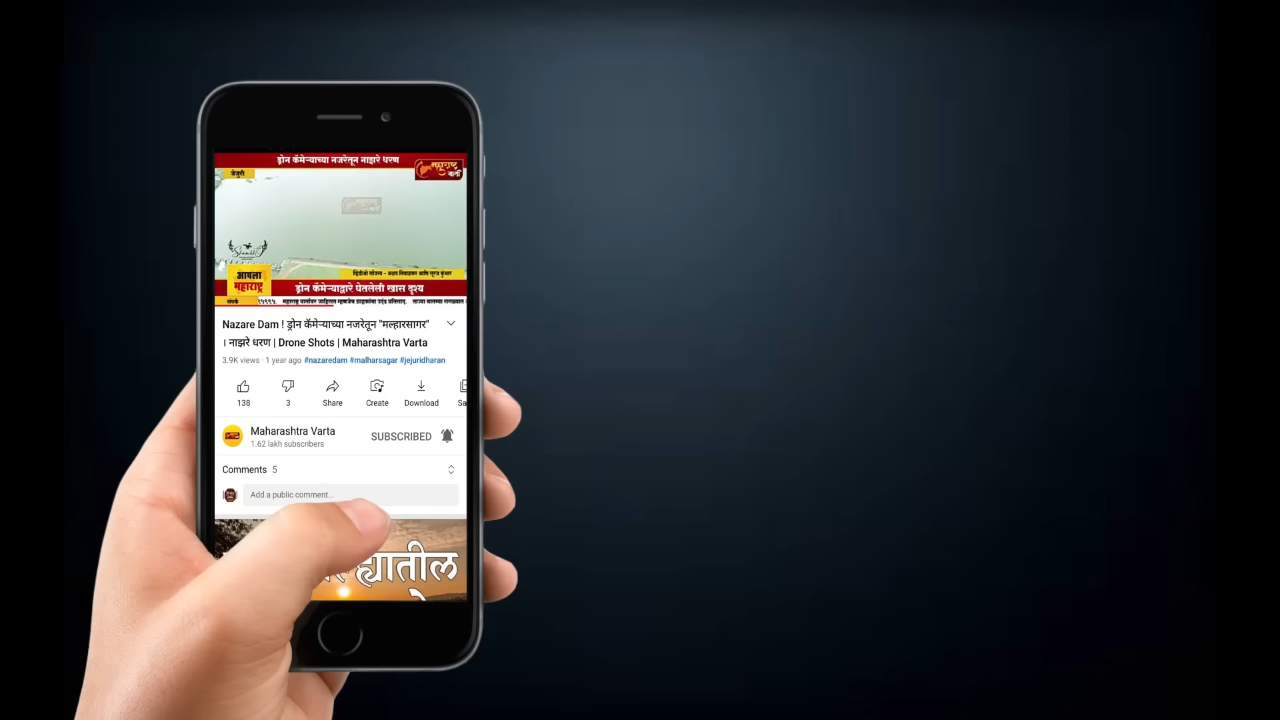 ड्रोन कॅमेऱ्याच्या नजरेतून नाझरे धरण
महाराष्ट्र
वार्ता
जेजुरी
आपला
महाराष्ट्र
ड्रोन कॅमेऱ्याद्वारे घेतलेली खास दृश्य
संपर्क
Nazare Dam ! ड्रोन कॅमेऱ्याच्या नजरेतून "मल्हारसागर"
। नाझरे धरण | Drone Shots | Maharashtra Varta
3.9K views · 1 year ago #nazaredam #malharsagar #jejuridharan
138 3 Share Create Download
Maharashtra Varta
SUBSCRIBED
1.62 lakh subscribers
Comments 5
Add a public comment...